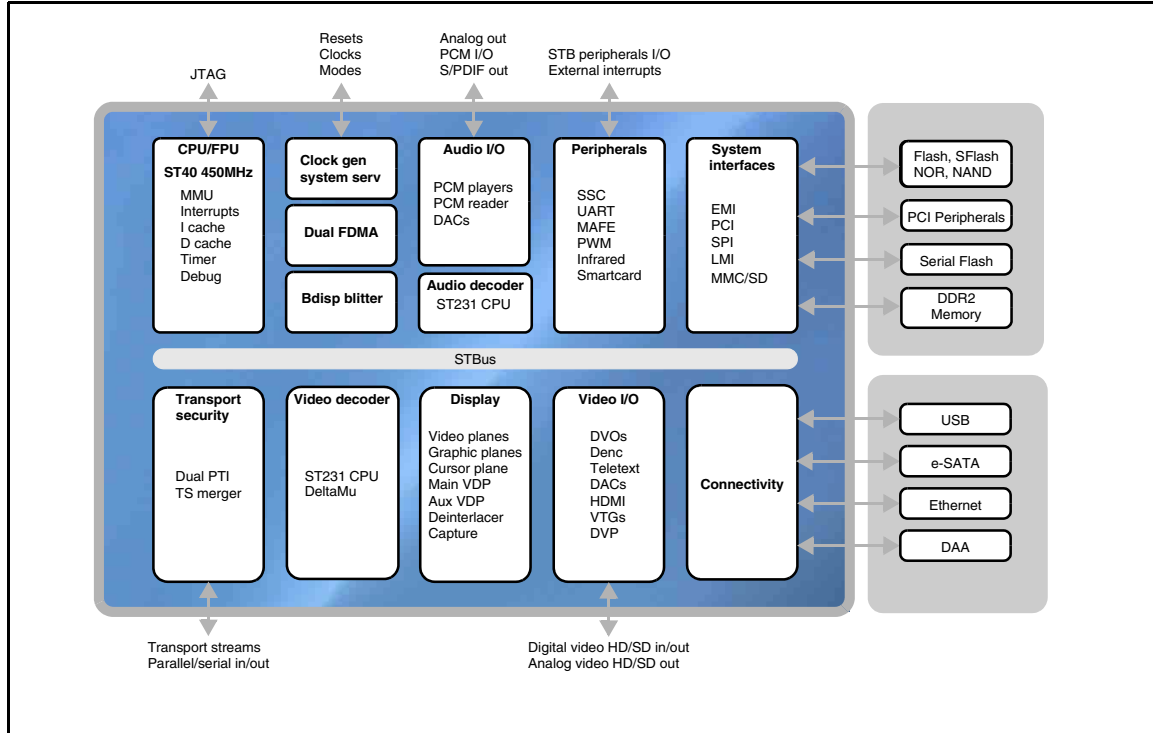 JTAG
Resets
Clocks
Modes
Analog out
PCM I/O
S/PDIF out
STB peripherals I/O
External interrupts
CPU/FPU
ST40 450MHz
MMU
Interrupts
I cache
D cache
Timer
Debug
Clock gen
system serv
Dual FDMA
Bdisp blitter
Audio I/O
PCM players
PCM reader
DACs
Audio decoder
ST231 CPU
Peripherals
SSC
UART
MAFE
PWM
Infrared
Smartcard
System
interfaces
EMI
PCI
SPI
LMI
MMC/SD
Flash, SFlash
NOR, NAND
PCI Peripherals
Serial Flash
DDR2
Memory
STBus
Transport
security
Dual PTI
TS merger
Video decoder
ST231 CPU
DeltaMu
Display
Video planes
Graphic planes
Cursor plane
Main VDP
Aux VDP
Deinterlacer
Capture
Video I/O
DVOs
Denc
Teletext
DACs
HDMI
VTGs
DVP
Connectivity
USB
e-SATA
Ethernet
DAA
Transport streams
Parallel/serial in/out
Digital video HD/SD in/out
Analog video HD/SD out